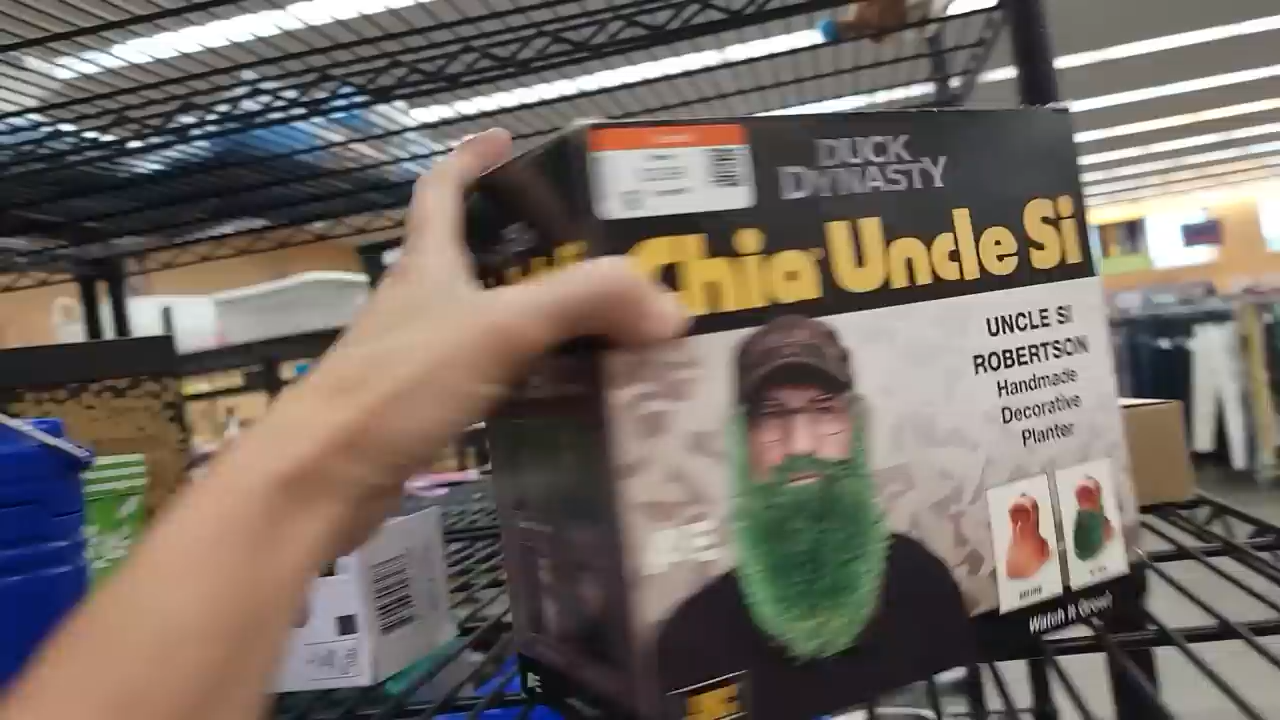 DUCK
DYNASTY
Chia Uncle Si
UNCLE SI
ROBERTSON
Handmade
Decorative
Planter
Watch It Grow!